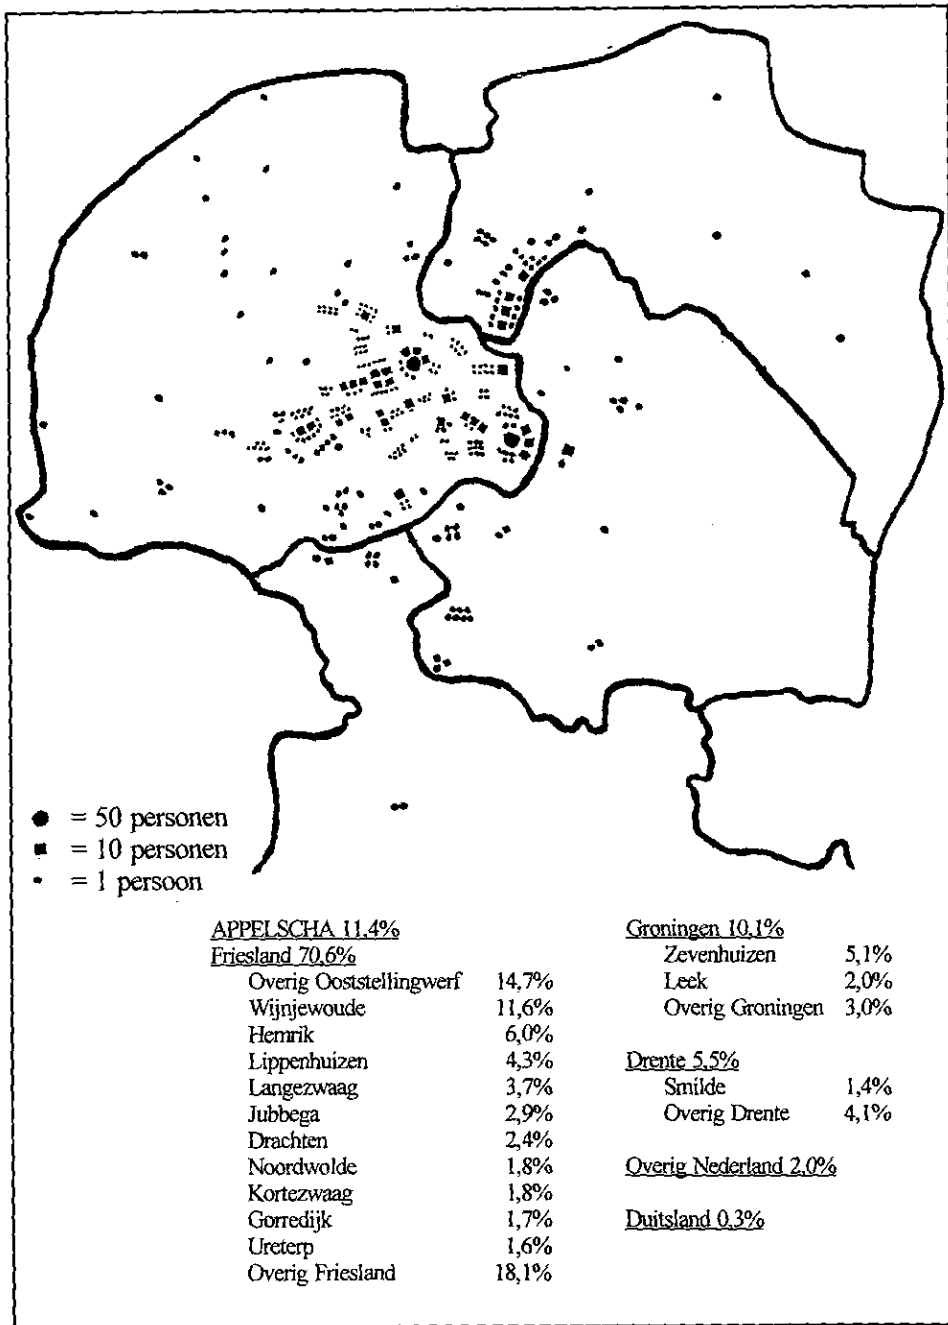 = 50 personen
= 10 personen
= 1 persoon
APPELSCHA 11,4%
Friesland 70,6%
Overig Ooststellingwerf 14,7%
Wijnjewoude 11,6%
Hemrik 6,0%
Lippenhuizen 4,3%
Langezwaag 3,7%
Jubbega 2,9%
Drachten 2,4%
Noordwolde 1,8%
Kortezwaag 1,8%
Gorredijk 1,7%
Ureterp 1,6%
Overig Friesland 18,1%
Groningen 10,1%
Zevenhuizen 5,1%
Leek 2,0%
Overig Groningen 3,0%
Drente 5,5%
Smilde 1,4%
Overig Drente 4,1%
Overig Nederland 2,0%
Duitsland 0,3%